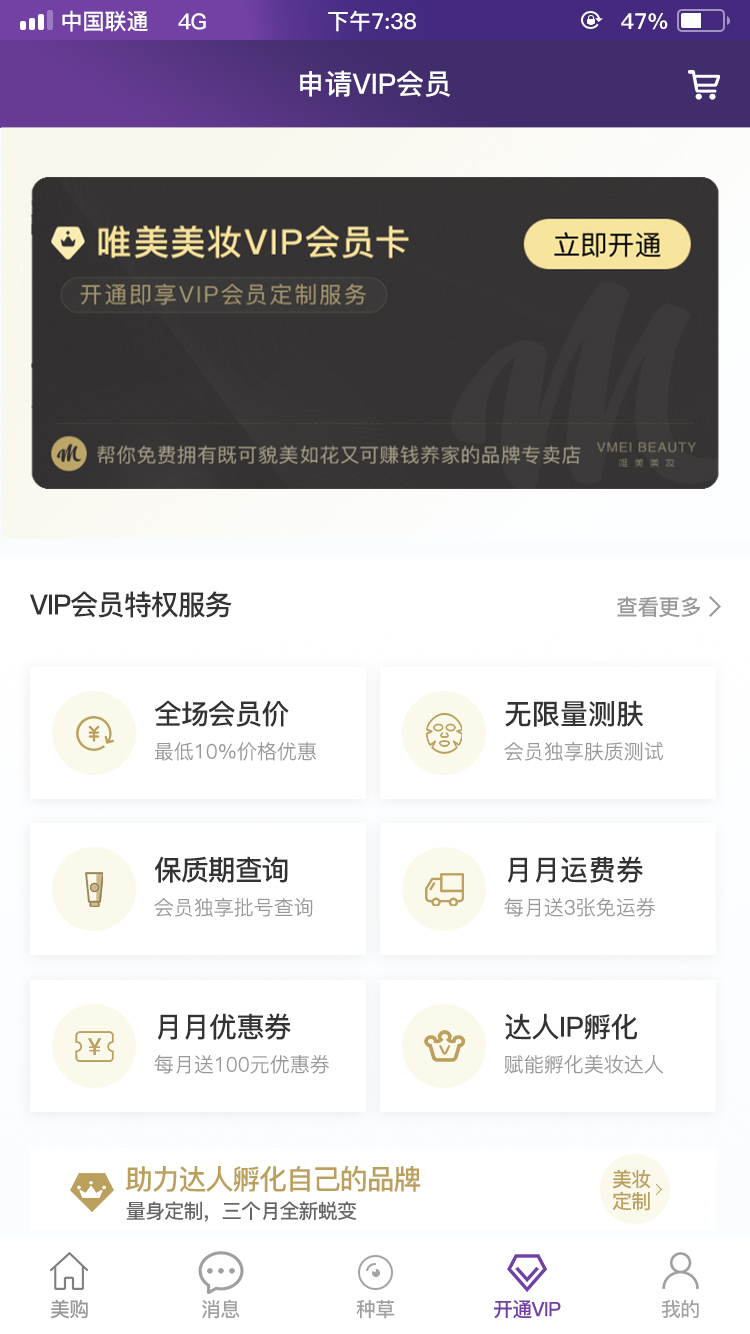 中国联通 4G 下午7:38 47%
申请VIP会员
唯美美妆VIP会员卡 立即开通
开通即享VIP会员定制服务
帮你免费拥有既可貌美如花又可赚钱养家的品牌专卖店 VMEI BEAUTY
唯美美妆
VIP会员特权服务 查看更多
全场会员价 无限量测肤
最低10%价格优惠 会员独享肤质测试
保质期查询 月月运费券
会员独享批号查询 每月送3张免运券
月月优惠券 达人IP孵化
每月送100元优惠券 赋能孵化美妆达人
助力达人孵化自己的品牌 美妆
量身定制，三个月全新蜕变 定制
美购 消息 种草 开通VIP 我的